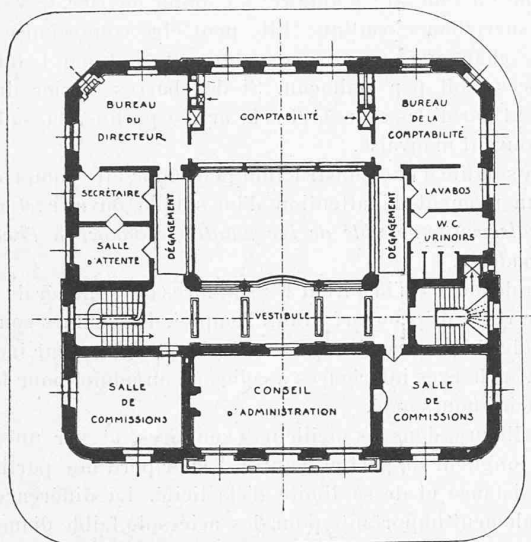 BUREAU
DU
DIRECTEUR
COMPTABILITÉ
BUREAU
DE LA
COMPTABILITÉ
SECRÉTAIRE
SALLE
D'ATTENTE
DÉGAGEMENT
DÉGAGEMENT
LAVABOS
W.C.
URINOIRS
VESTIBULE
SALLE
DE
COMMISSIONS
CONSEIL
D'ADMINISTRATION
SALLE
DE
COMMISSIONS